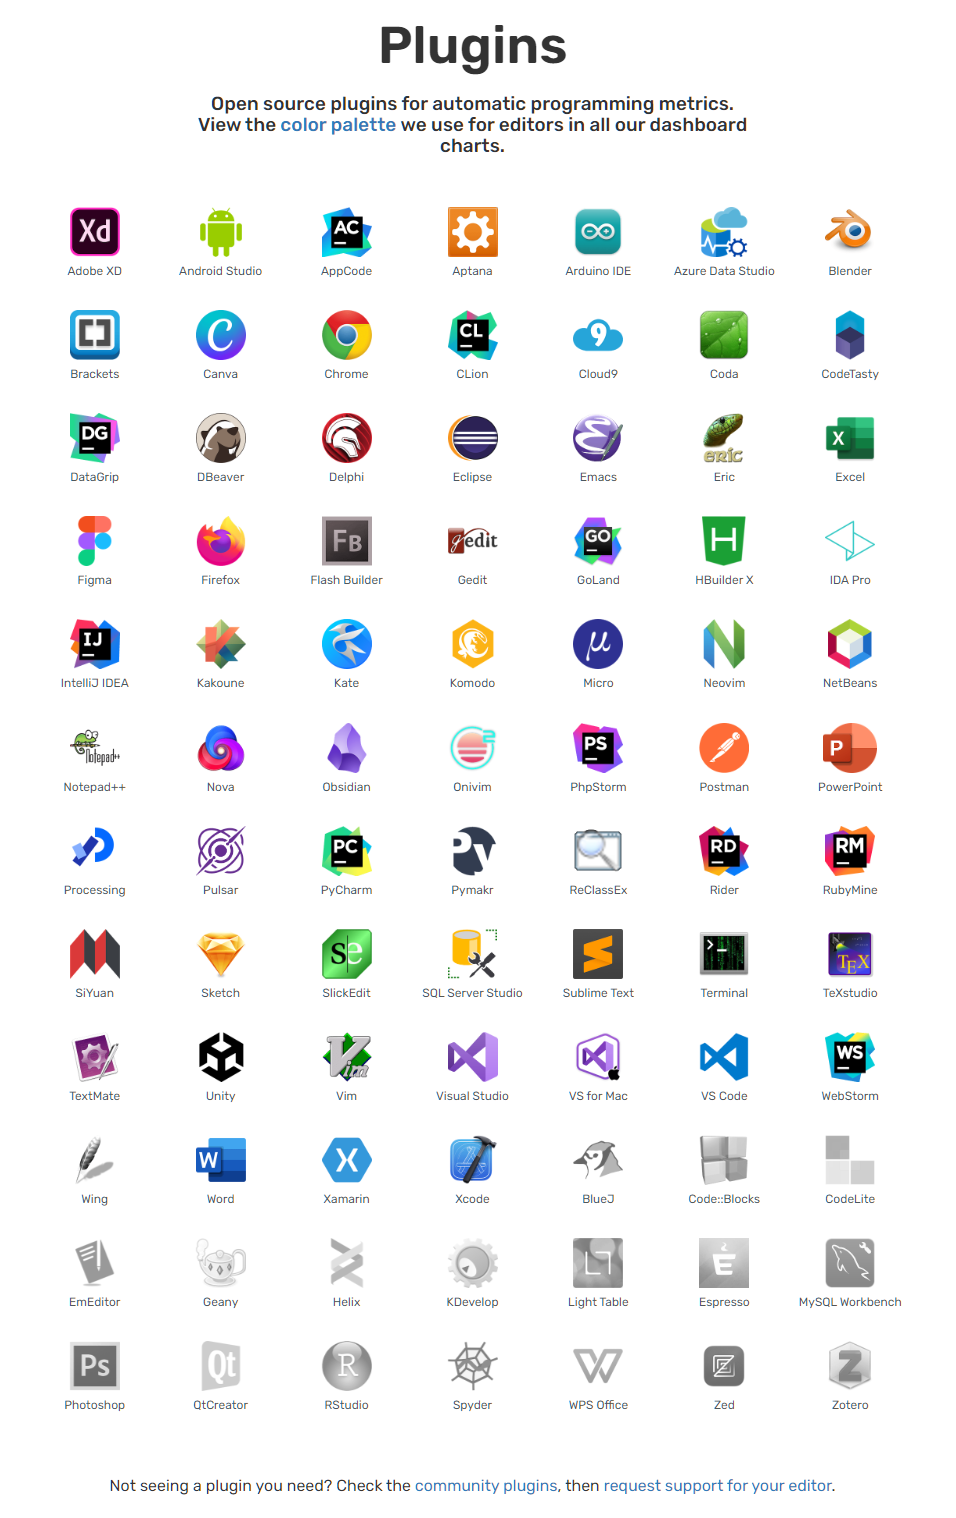 Plugins
Open source plugins for automatic programming metrics.
View the color palette we use for editors in all our dashboard
charts.
Xd
AC
Adobe XD Android Studio AppCode Aptana Arduino IDE Azure Data Studio Blender
C
CL
9
Brackets Canva Chrome CLion Cloud9 Coda CodeTasty
DG
eric
X
DataGrip DBeaver Delphi Eclipse Emacs Eric Excel
FB
gedit
GO
H
Figma Firefox Flash Builder Gedit GoLand HBuilder X IDA Pro
IJ
μ
IntelliJ IDEA Kakoune Kate Komodo Micro Neovim NetBeans
Notepad++
2
PS
P
Notepad++ Nova Obsidian Onivim PhpStorm Postman PowerPoint
PC
Py
RD
RM
Processing Pulsar PyCharm Pymakr ReClassEx Rider RubyMine
Se
TEX
SiYuan Sketch SlickEdit SQL Server Studio Sublime Text Terminal TeXstudio
Vim
WS
TextMate Unity Vim Visual Studio VS for Mac VS Code WebStorm
W
X
Wing Word Xamarin Xcode BlueJ Code::Blocks CodeLite
E
EmEditor Geany Helix KDevelop Light Table Espresso MySQL Workbench
Ps
Qt
R
W
Z
Z
Photoshop QtCreator RStudio Spyder WPS Office Zed Zotero
Not seeing a plugin you need? Check the community plugins, then request support for your editor.